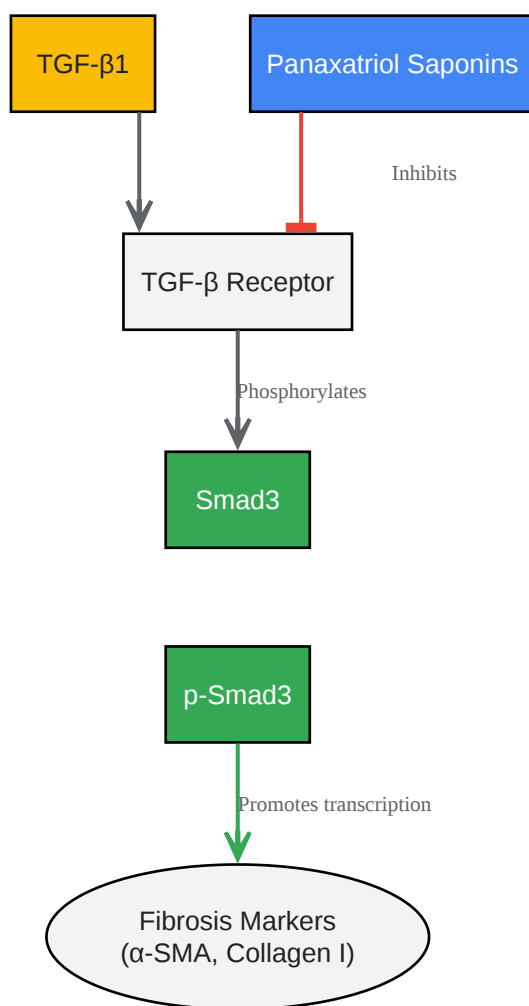 TGF-β1
Panaxatriol Saponins
Inhibits
TGF-β Receptor
Phosphorylates
Smad3
p-Smad3
Promotes transcription
Fibrosis Markers
(α-SMA, Collagen I)